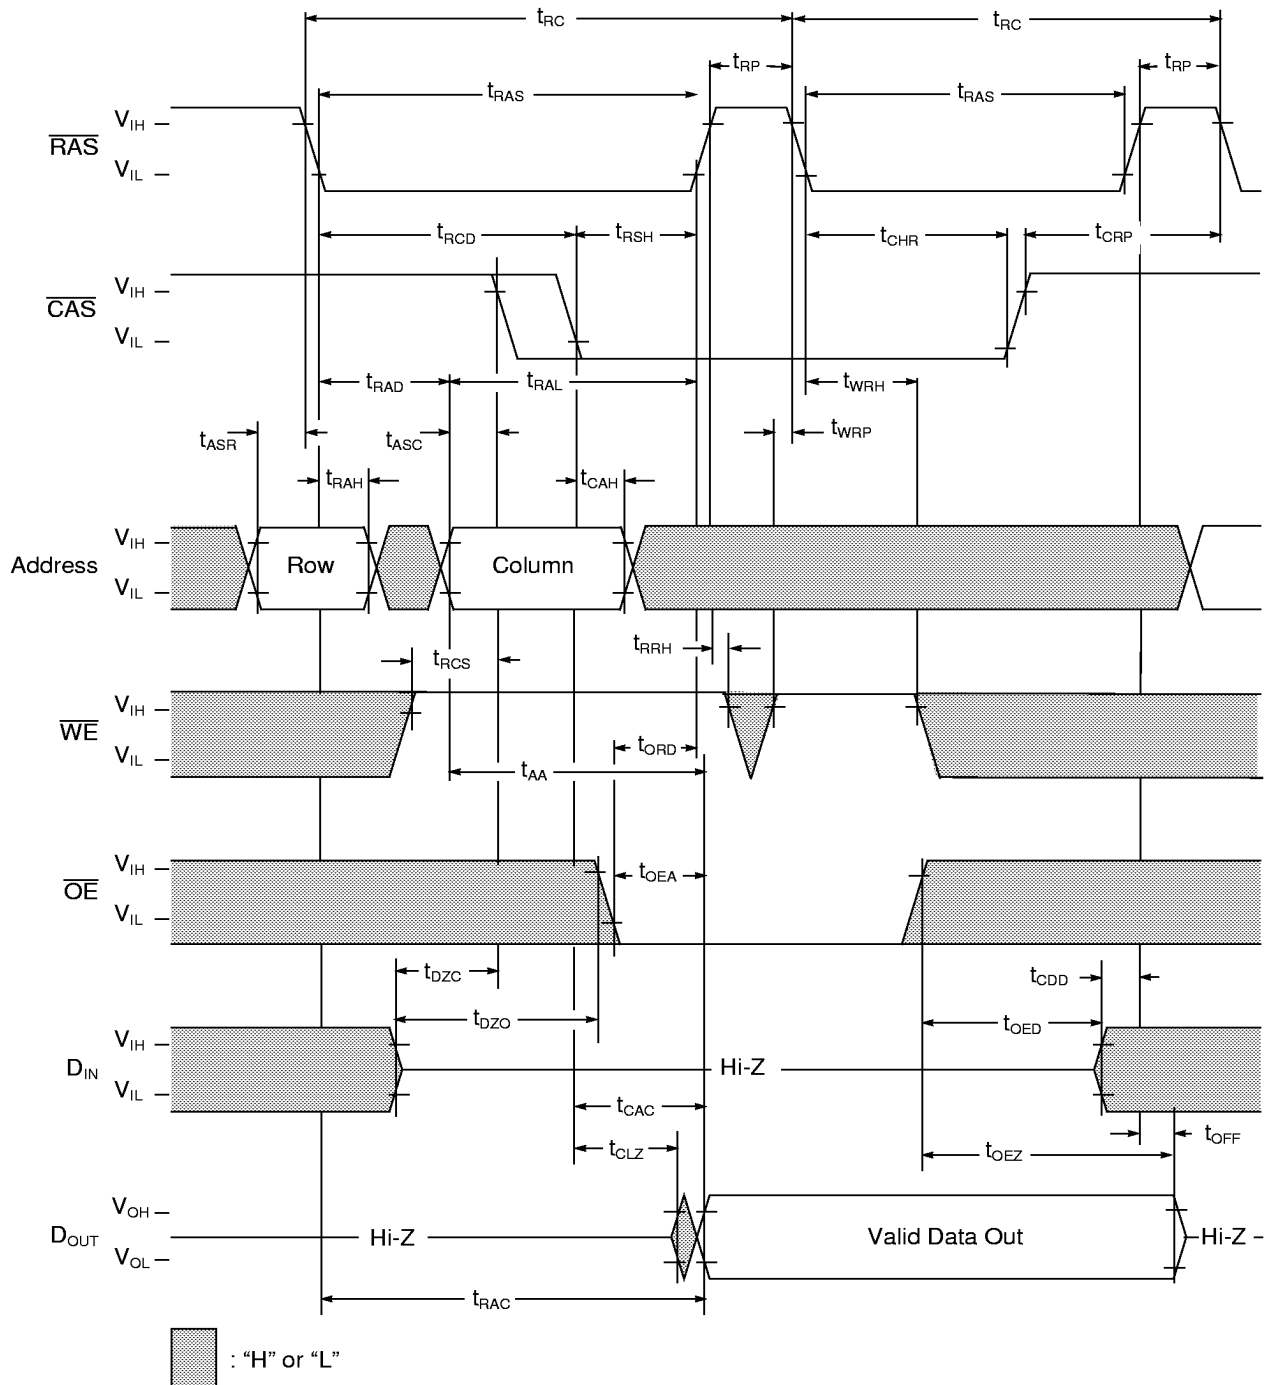 tRC tRC
tRP tRP
tRAS tRAS
RAS VIH
VIL
tRCD tRSH tCHR tCRP
CAS VIH
VIL
tRAD tRAL tWRH
tASR tASC tWRP
tRAH tCAH
Address VIH
Row Column
VIL
tRRH
tRCS
WE VIH
VIL
tORD
tAA
OE VIH
tOEA
VIL
tDZC tCDD
tDZO tOED
DIN VIH
Hi-Z
VIL
tCAC
tOFF
tCLZ tOEZ
DOUT VOH
Hi-Z Valid Data Out Hi-Z
VOL
tRAC
: “H” or “L”